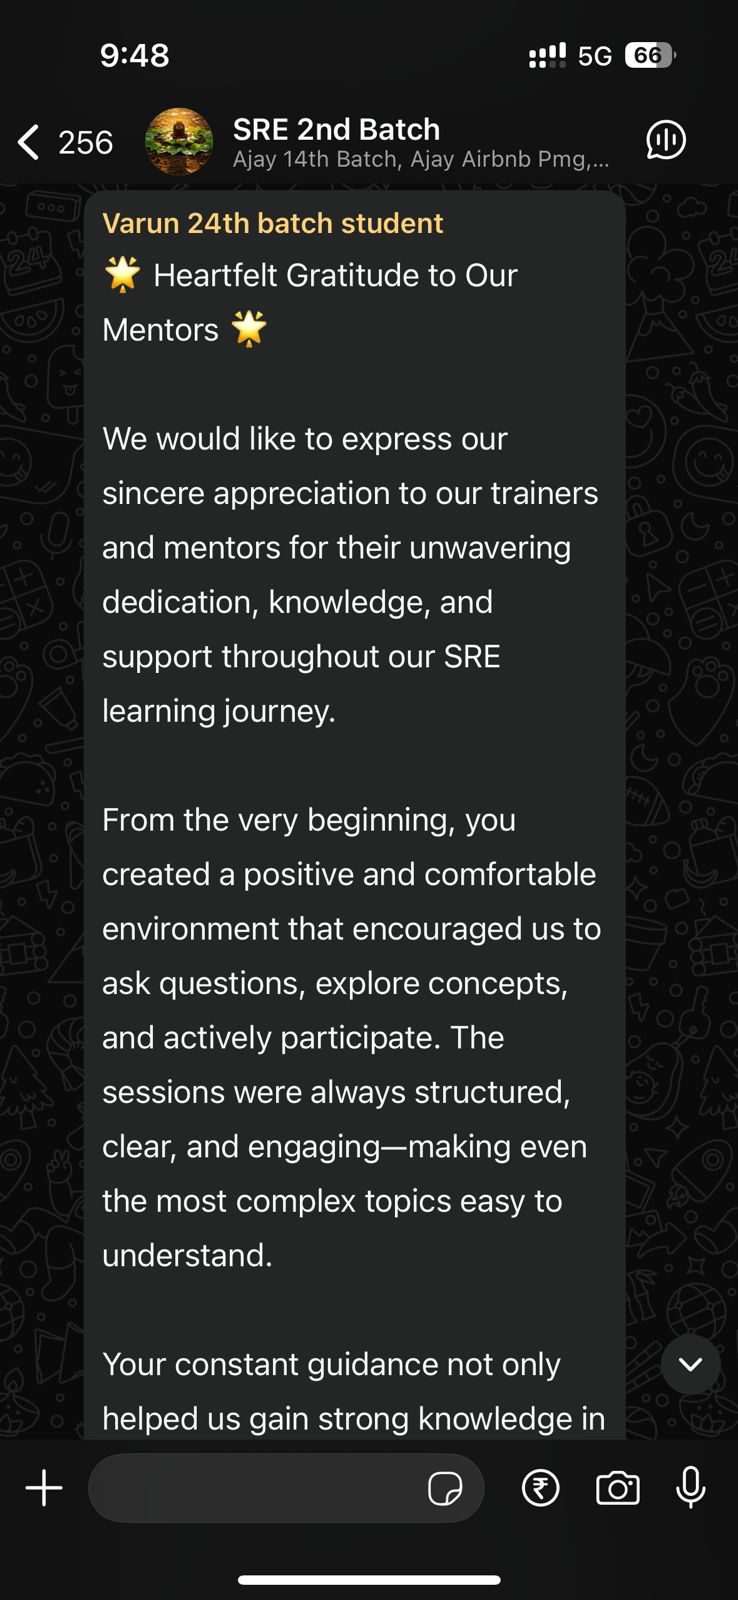 9:48
5G
66
256
SRE 2nd Batch
Ajay 14th Batch, Ajay Airbnb Pmg,...
Varun 24th batch student
🌟 Heartfelt Gratitude to Our
Mentors 🌟
We would like to express our
sincere appreciation to our trainers
and mentors for their unwavering
dedication, knowledge, and
support throughout our SRE
learning journey.
From the very beginning, you
created a positive and comfortable
environment that encouraged us to
ask questions, explore concepts,
and actively participate. The
sessions were always structured,
clear, and engaging—making even
the most complex topics easy to
understand.
Your constant guidance not only
helped us gain strong knowledge in
₹